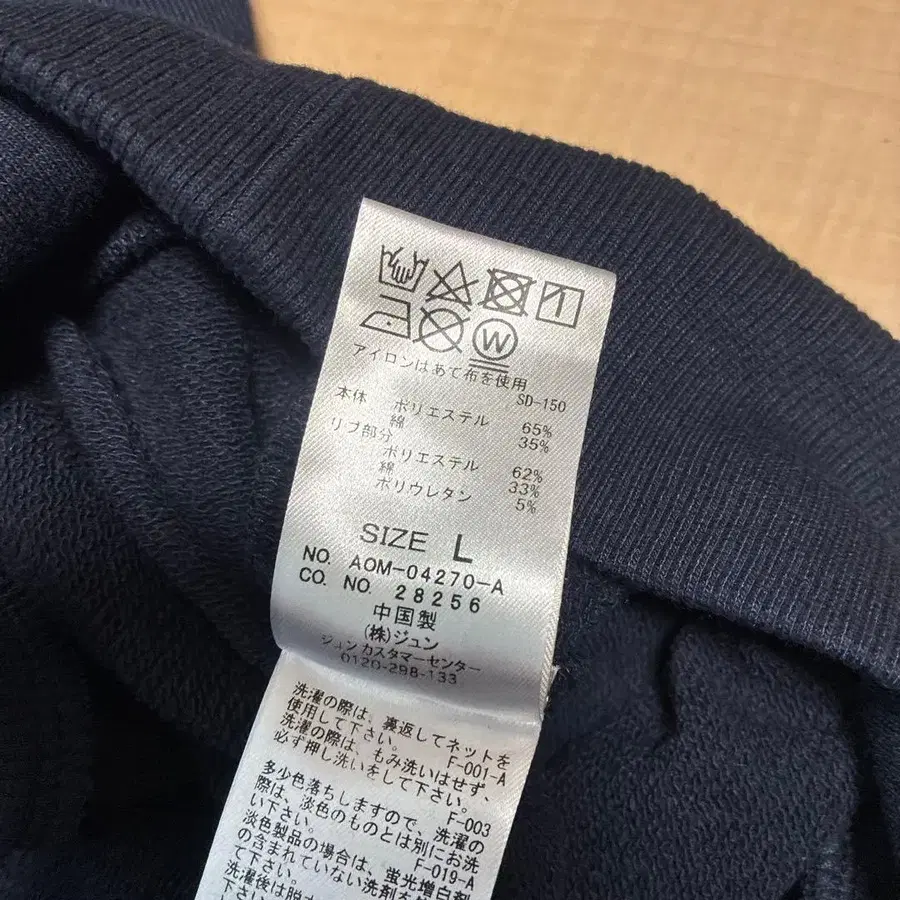 W
アイロンはあて布を使用
SD-150
本体 ポリエステル 65%
綿 35%
リブ部分
ポリエステル 62%
綿 33%
ポリウレタン 5%
SIZE L
NO. AOM-04270-A
CO. NO. 28256
中国製
(株)ジュン
ジュンカスタマーセンター
0120-298-133
洗濯の際は、裏返してネットを
使用して下さい。 F-001-A
洗濯の際は、もみ洗いはせず、
必ず押し洗いをして下さい。
F-003
多少色落ちしますので、洗濯の
際は、淡色のものとは別にお洗
い下さい。 F-019-A
淡色製品の場合は、蛍光増白剤
の含まれていない洗剤を
て下さい。
洗濯後は